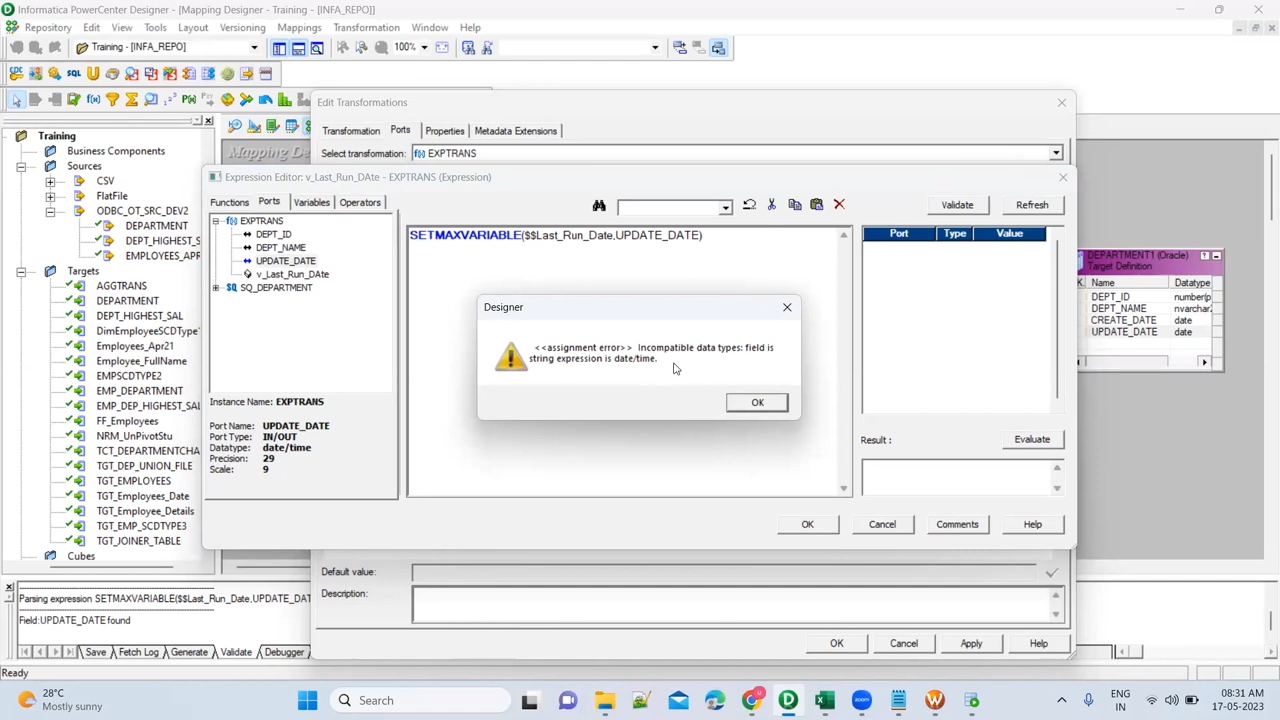 Informatica PowerCenter Designer - [Mapping Designer - Training - [INFA_REPO]]
Repository Edit View Tools Layout Versioning Mappings Transformation Window Help
Training - [INFA_REPO] 100%
SQL
Edit Transformations
Transformation Ports Properties Metadata Extensions
Select transformation: f(x) EXPTRANS
Training
Business Components
Sources
CSV
FlatFile
ODBC_OT_SRC_DEV2
DEPARTMENT
DEPT_HIGHEST_S
EMPLOYEES_APR
Targets
AGGTRANS
DEPARTMENT
DEPT_HIGHEST_SAL
DimEmployeeSCDType
Employees_Apr21
Employee_FullName
EMPSCDTYPE2
EMP_DEPARTMENT
EMP_DEP_HIGHEST_SAL
FF_Employees
NRM_UnPivotStu
TCT_DEPARTMENTCHA
TGT_DEP_UNION_FILE
TGT_EMPLOYEES
TGT_Employees_Date
TGT_Employee_Details
TGT_EMP_SCDTYPE3
TGT_JOINER_TABLE
Cubes
Mapping De
Expression Editor: v_Last_Run_DAte - EXPTRANS (Expression)
Functions Ports Variables Operators
Validate Refresh
f(x) EXPTRANS
DEPT_ID
DEPT_NAME
UPDATE_DATE
v_Last_Run_DAte
SQ_DEPARTMENT
SETMAXVARIABLE($$Last_Run_Date,UPDATE_DATE)
Port Type Value
Instance Name: EXPTRANS
Port Name: UPDATE_DATE
Port Type: IN/OUT
Datatype: date/time
Precision: 29
Scale: 9
Designer
<<assignment error>> Incompatible data types: field is
string expression is date/time.
OK
Result :
Evaluate
OK Cancel Comments Help
DEPARTMENT1 (Oracle)
Target Definition
K. Name Datatype
DEPT_ID number(p
DEPT_NAME nvarchar
CREATE_DATE date
UPDATE_DATE date
Default value:
Description:
OK Cancel Apply Help
Parsing expression SETMAXVARIABLE($$Last_Run_Date,UPDATE_DAT
Field:UPDATE_DATE found
Save Fetch Log Generate Validate Debugger
Ready
28°C
Mostly sunny
Search
ENG
IN
08:31 AM
17-05-2023